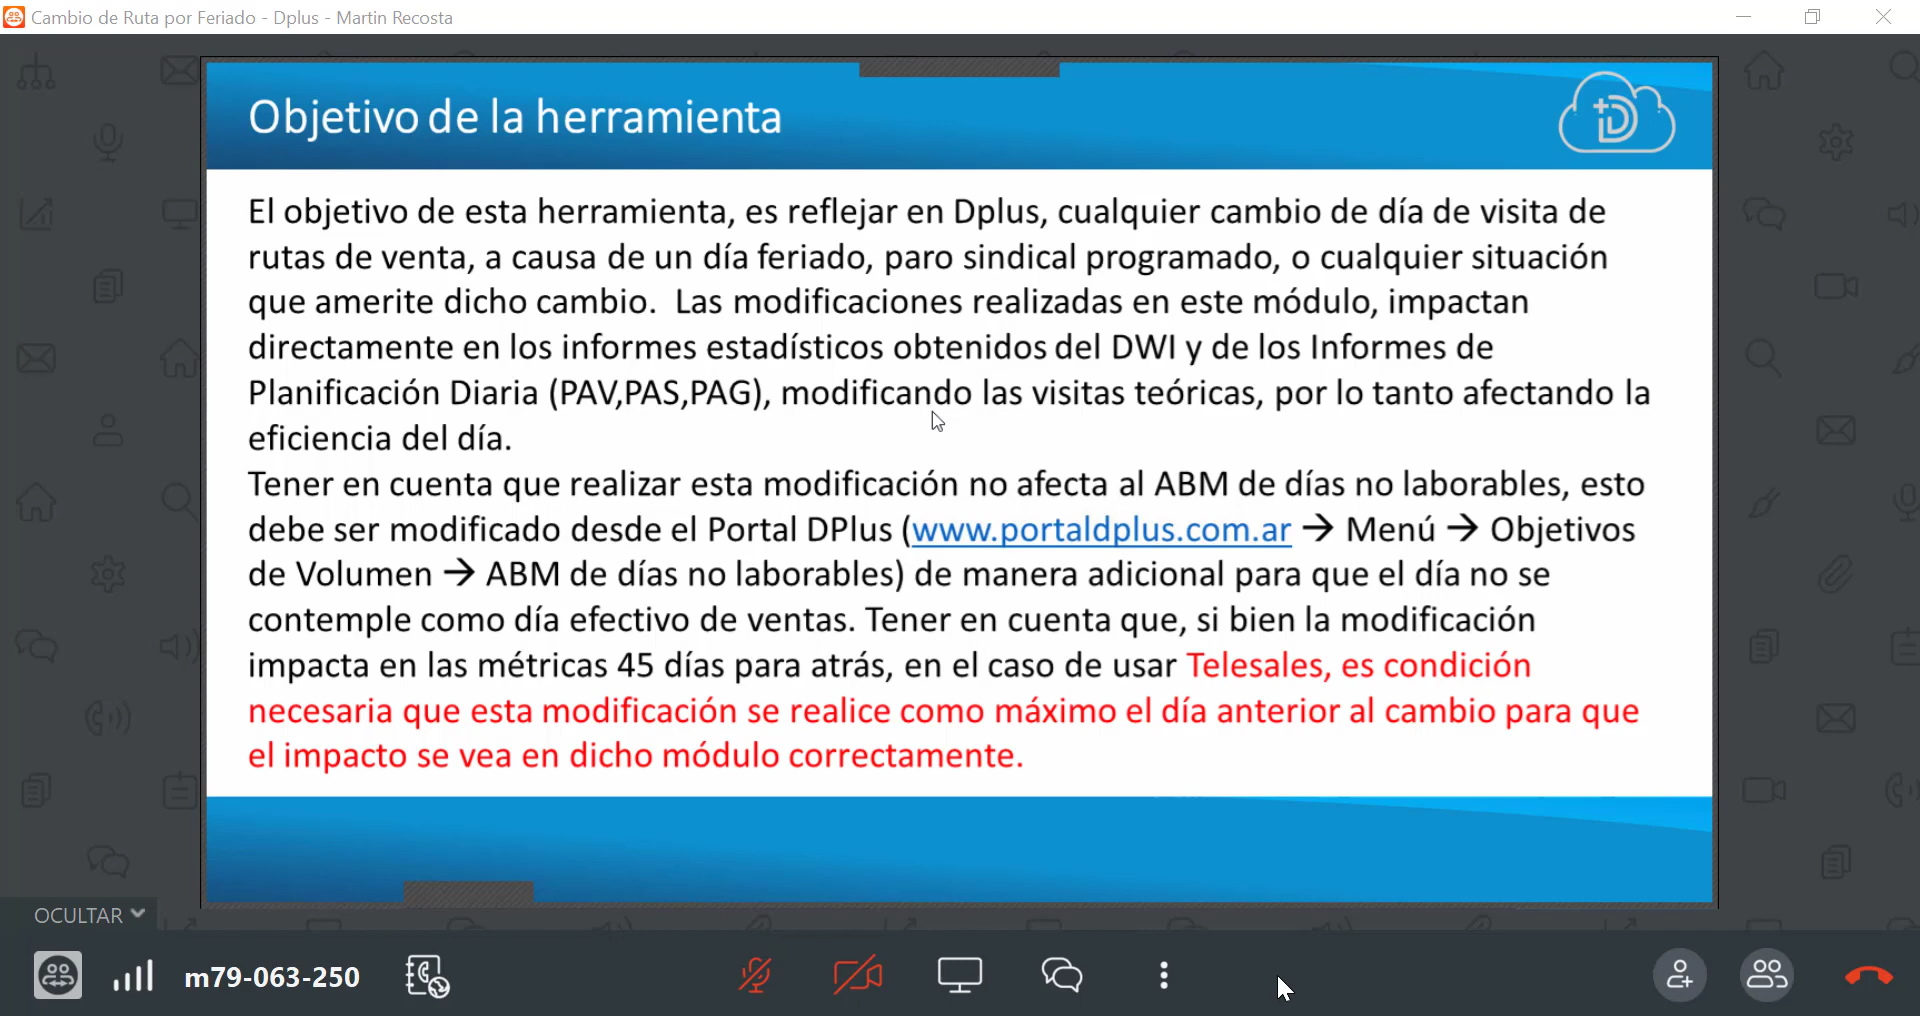 Cambio de Ruta por Feriado - Dplus - Martin Recosta
Objetivo de la herramienta
D
El objetivo de esta herramienta, es reflejar en Dplus, cualquier cambio de día de visita de
rutas de venta, a causa de un día feriado, paro sindical programado, o cualquier situación
que amerite dicho cambio.  Las modificaciones realizadas en este módulo, impactan
directamente en los informes estadísticos obtenidos del DWI y de los Informes de
Planificación Diaria (PAV,PAS,PAG), modificando las visitas teóricas, por lo tanto afectando la
eficiencia del día.
Tener en cuenta que realizar esta modificación no afecta al ABM de días no laborables, esto
debe ser modificado desde el Portal DPlus (www.portaldplus.com.ar → Menú → Objetivos
de Volumen → ABM de días no laborables) de manera adicional para que el día no se
contemple como día efectivo de ventas. Tener en cuenta que, si bien la modificación
impacta en las métricas 45 días para atrás, en el caso de usar Telesales, es condición
necesaria que esta modificación se realice como máximo el día anterior al cambio para que
el impacto se vea en dicho módulo correctamente.
OCULTAR
m79-063-250